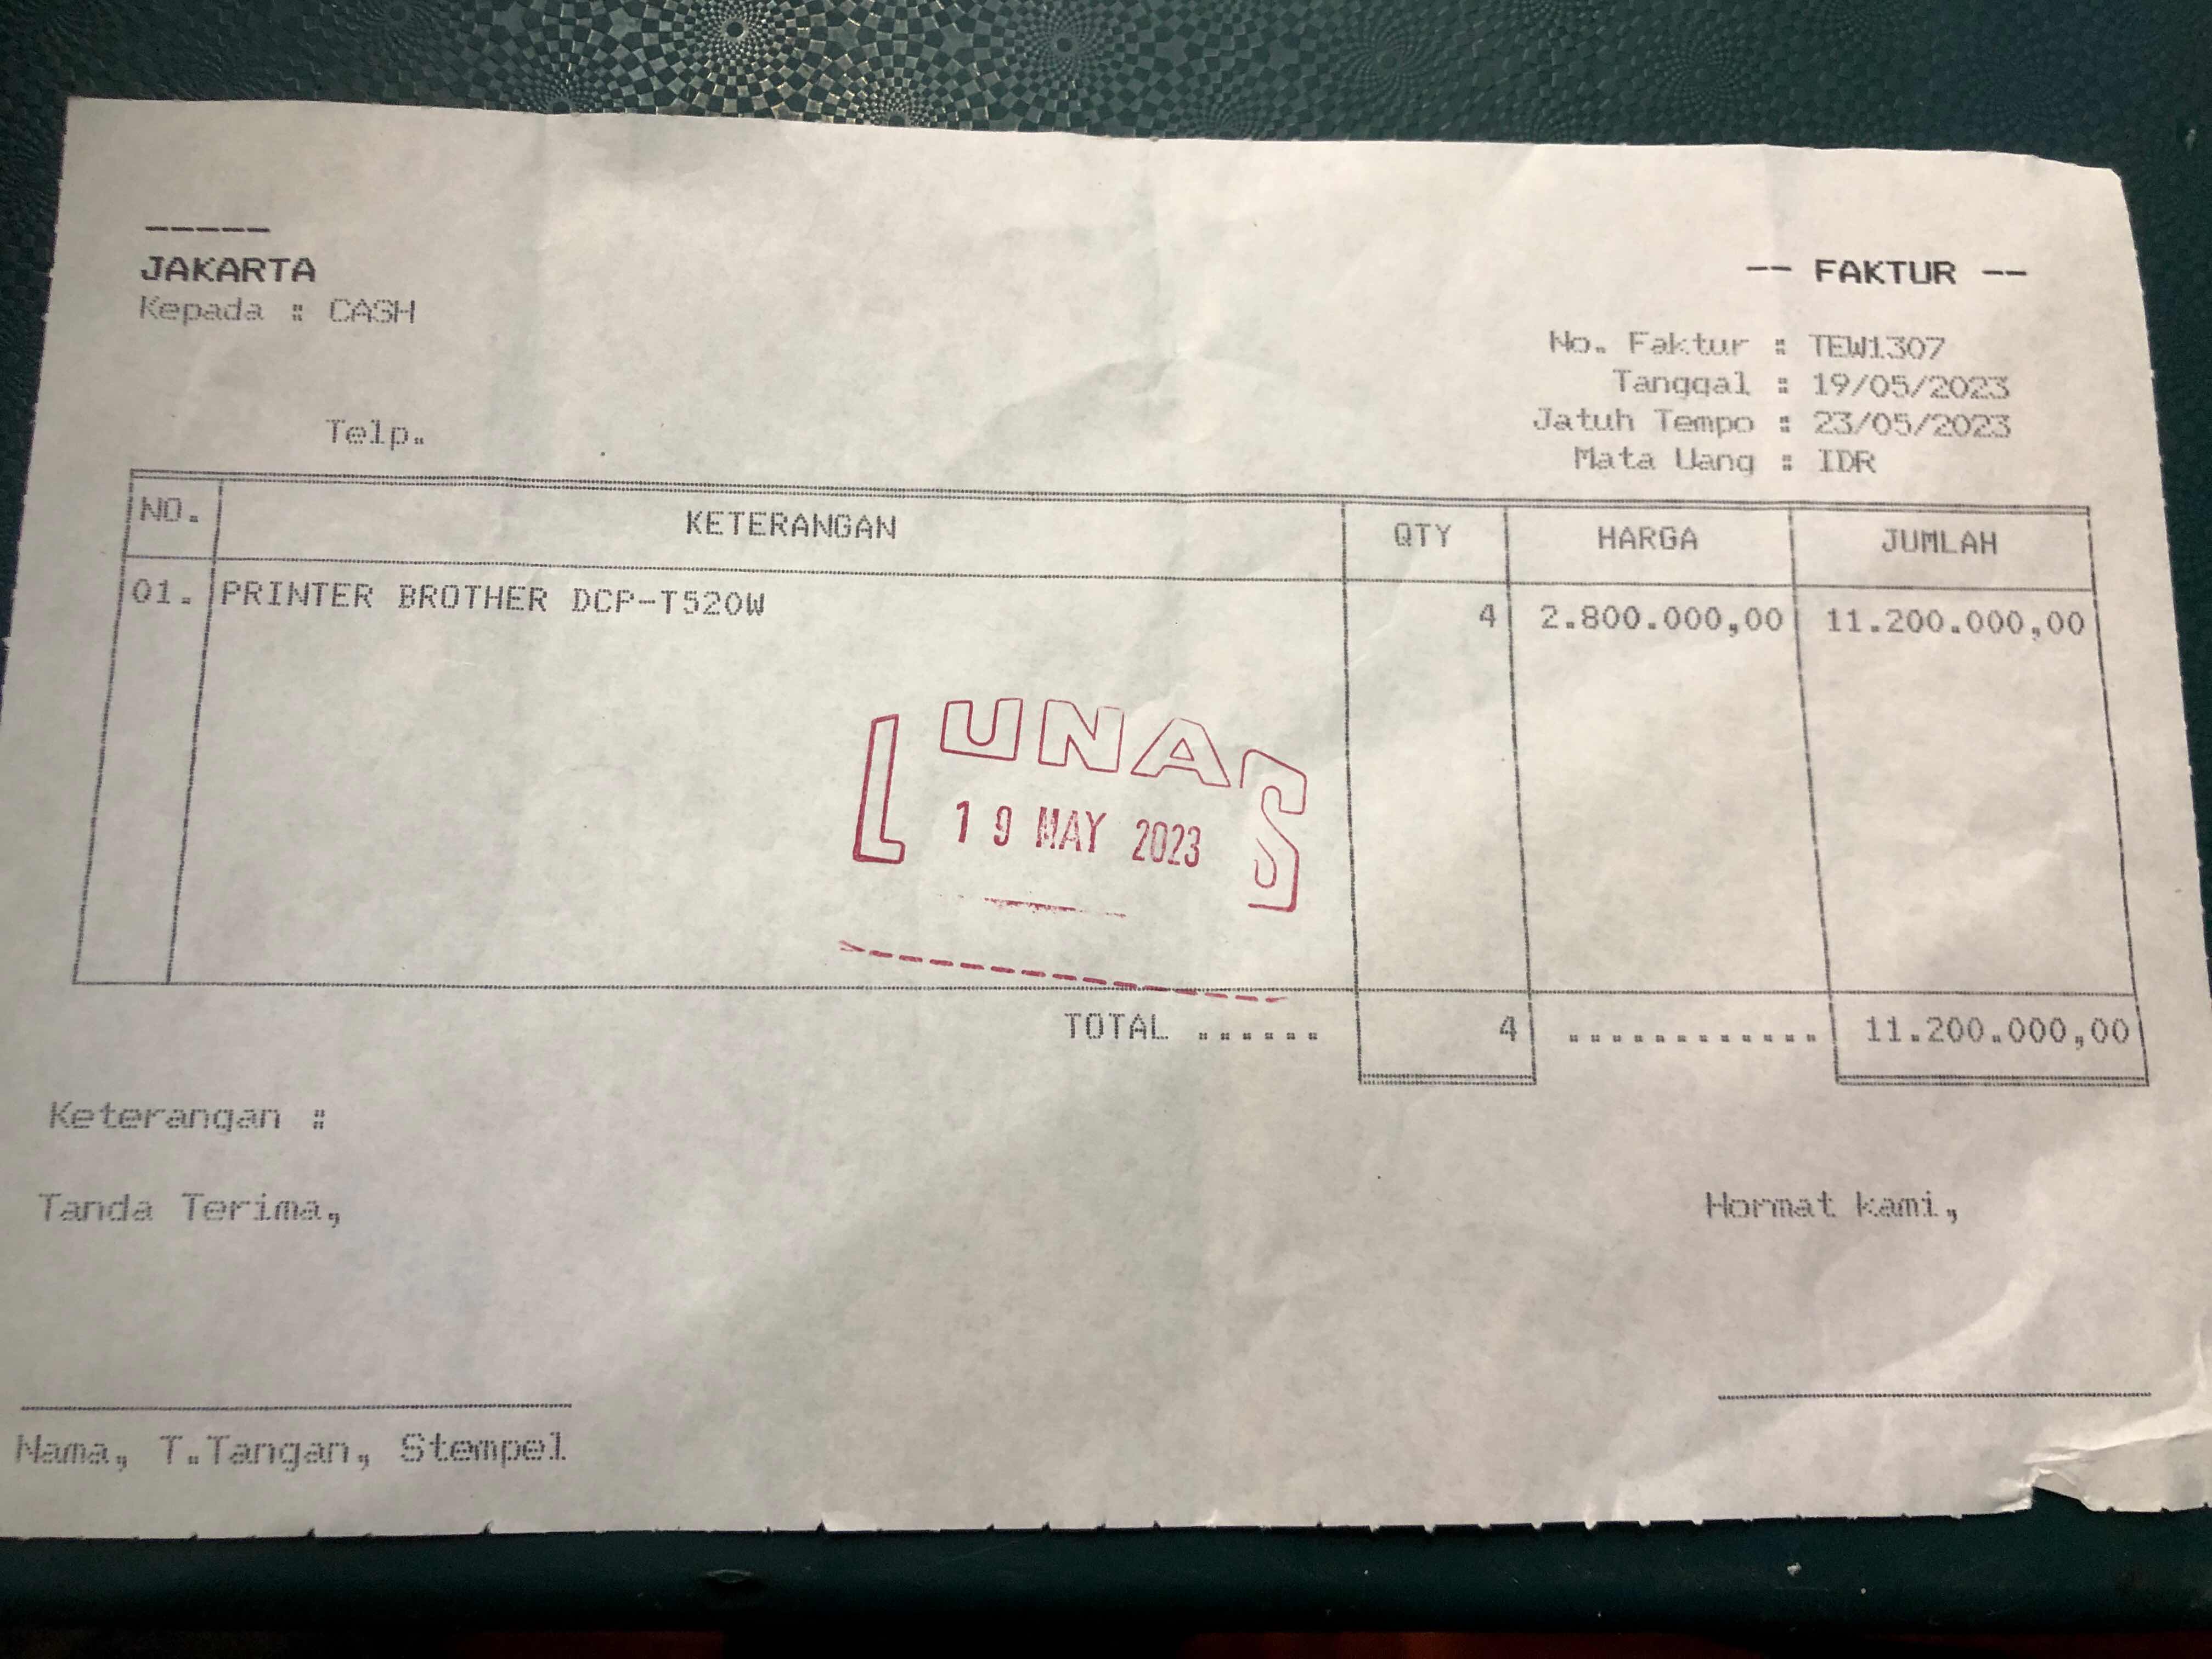 -----
JAKARTA
Kepada : CASH
Telp.
-- FAKTUR --
No. Faktur : TEW1307
Tanggal : 19/05/2023
Jatuh Tempo : 23/05/2023
Mata Uang : IDR
NO. KETERANGAN QTY HARGA JUMLAH
01. PRINTER BROTHER DCP-T520W 4 2.800.000,00 11.200.000,00
LUNAS
19 MAY 2023
TOTAL ...... 4 ............ 11.200.000,00
Keterangan :
Tanda Terima, Hormat kami,
Nama, T.Tangan, Stempel